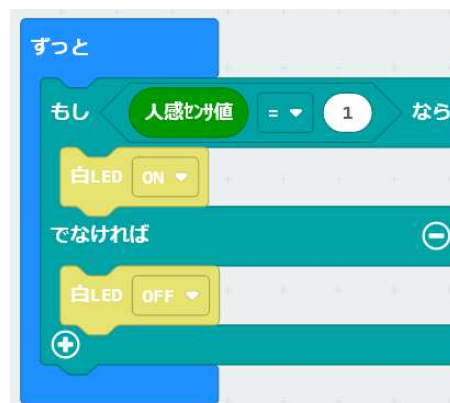 ずっと
もし 人感センサ値 = 1 なら
白LED ON
でなければ
白LED OFF